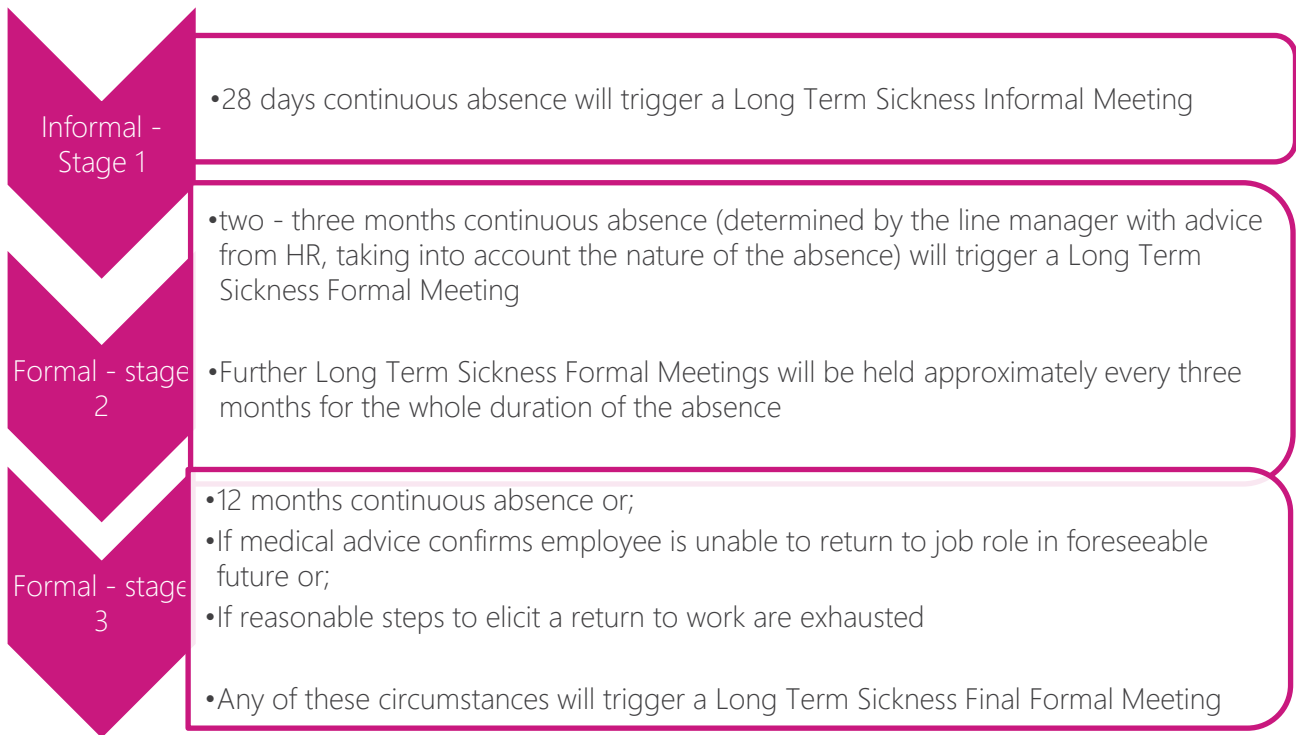 Informal -
Stage 1
•28 days continuous absence will trigger a Long Term Sickness Informal Meeting
Formal - stage
2
•two - three months continuous absence (determined by the line manager with advice
from HR, taking into account the nature of the absence) will trigger a Long Term
Sickness Formal Meeting
•Further Long Term Sickness Formal Meetings will be held approximately every three
months for the whole duration of the absence
Formal - stage
3
•12 months continuous absence or;
•If medical advice confirms employee is unable to return to job role in foreseeable
future or;
•If reasonable steps to elicit a return to work are exhausted
•Any of these circumstances will trigger a Long Term Sickness Final Formal Meeting